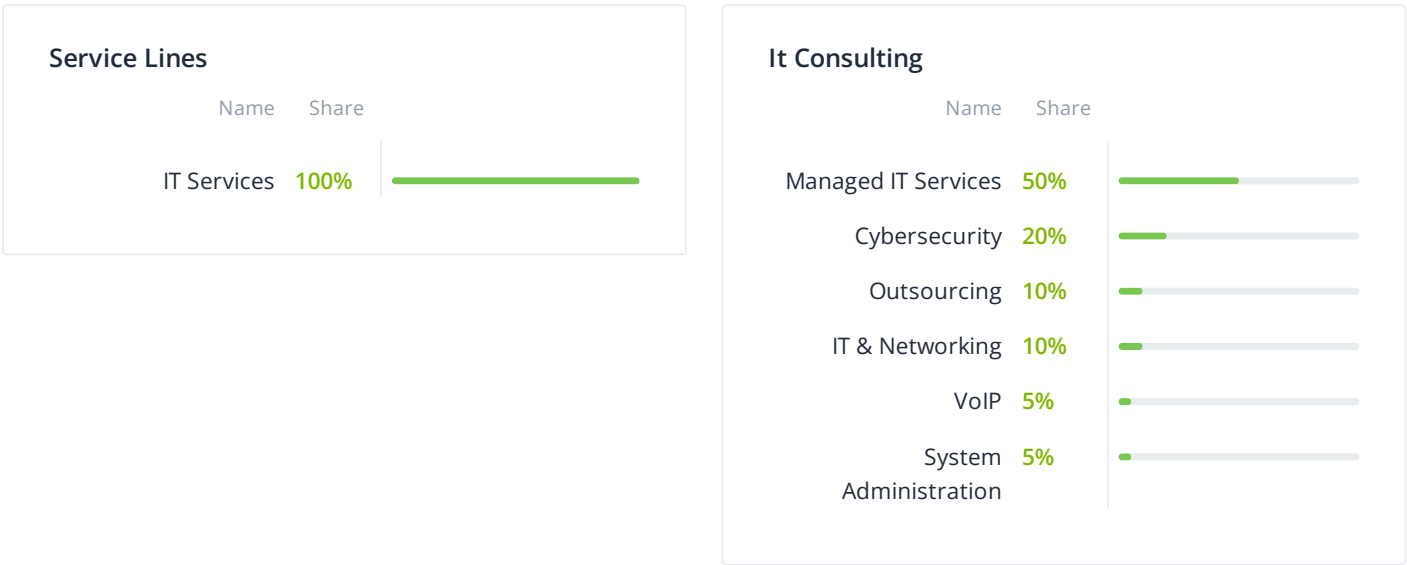 Service Lines
Name Share
IT Services 100%
It Consulting
Name Share
Managed IT Services 50%
Cybersecurity 20%
Outsourcing 10%
IT & Networking 10%
VoIP 5%
System 5%
Administration